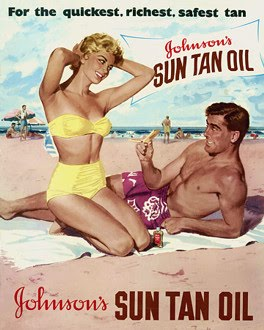 For the quickest, richest, safest tan
Johnson's
SUN TAN OIL
Johnson's SUN TAN OIL